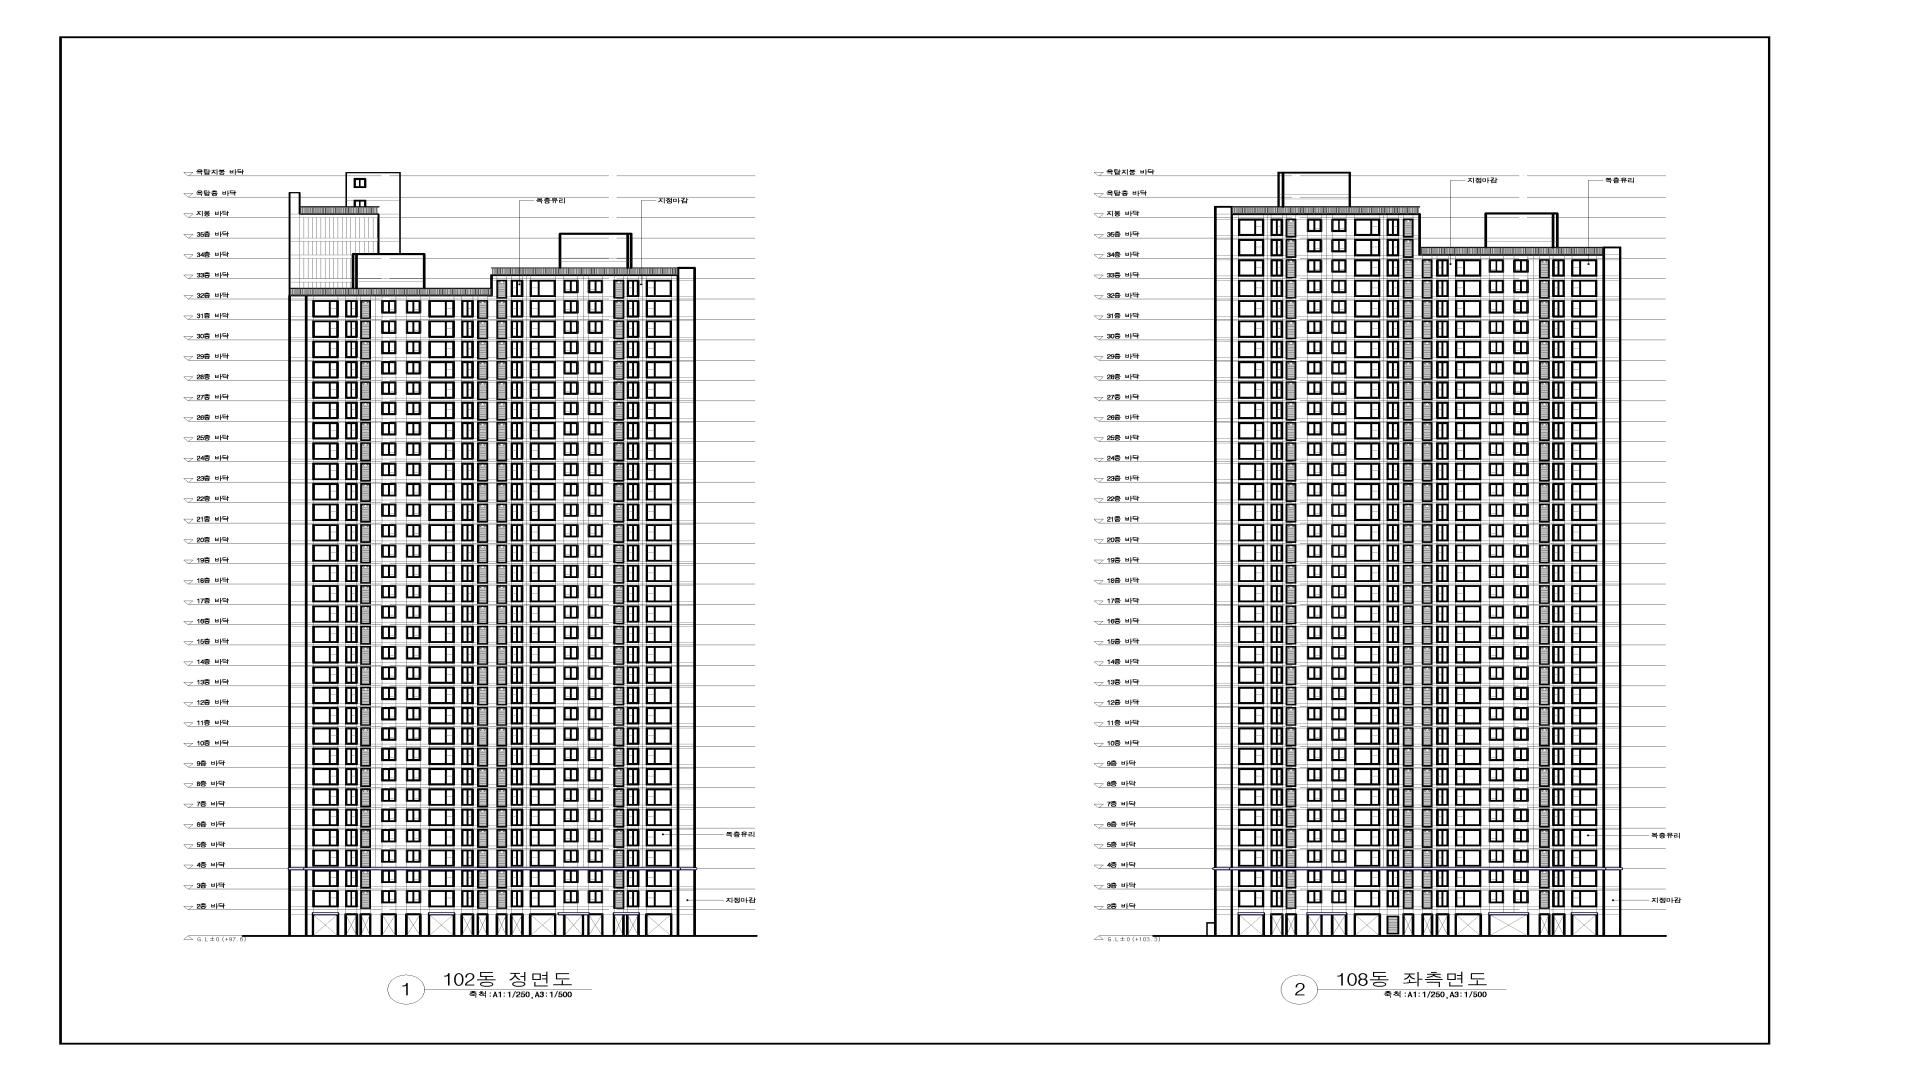 옥탑지붕 바닥
옥탑층 바닥
지붕 바닥
35층 바닥
34층 바닥
33층 바닥
32층 바닥
31층 바닥
30층 바닥
29층 바닥
28층 바닥
27층 바닥
26층 바닥
25층 바닥
24층 바닥
23층 바닥
22층 바닥
21층 바닥
20층 바닥
19층 바닥
18층 바닥
17층 바닥
16층 바닥
15층 바닥
14층 바닥
13층 바닥
12층 바닥
11층 바닥
10층 바닥
9층 바닥
8층 바닥
7층 바닥
6층 바닥
5층 바닥
4층 바닥
3층 바닥
2층 바닥
G.L±0(+97.6)
복층유리
지정마감
복층유리
지정마감
1
102동 정면도
축척 :A1:1/250,A3:1/500
옥탑지붕 바닥
옥탑층 바닥
지붕 바닥
35층 바닥
34층 바닥
33층 바닥
32층 바닥
31층 바닥
30층 바닥
29층 바닥
28층 바닥
27층 바닥
26층 바닥
25층 바닥
24층 바닥
23층 바닥
22층 바닥
21층 바닥
20층 바닥
19층 바닥
18층 바닥
17층 바닥
16층 바닥
15층 바닥
14층 바닥
13층 바닥
12층 바닥
11층 바닥
10층 바닥
9층 바닥
8층 바닥
7층 바닥
6층 바닥
5층 바닥
4층 바닥
3층 바닥
2층 바닥
G.L±0(+103.3)
지정마감
복층유리
복층유리
지정마감
2
108동 좌측면도
축척 :A1:1/250,A3:1/500